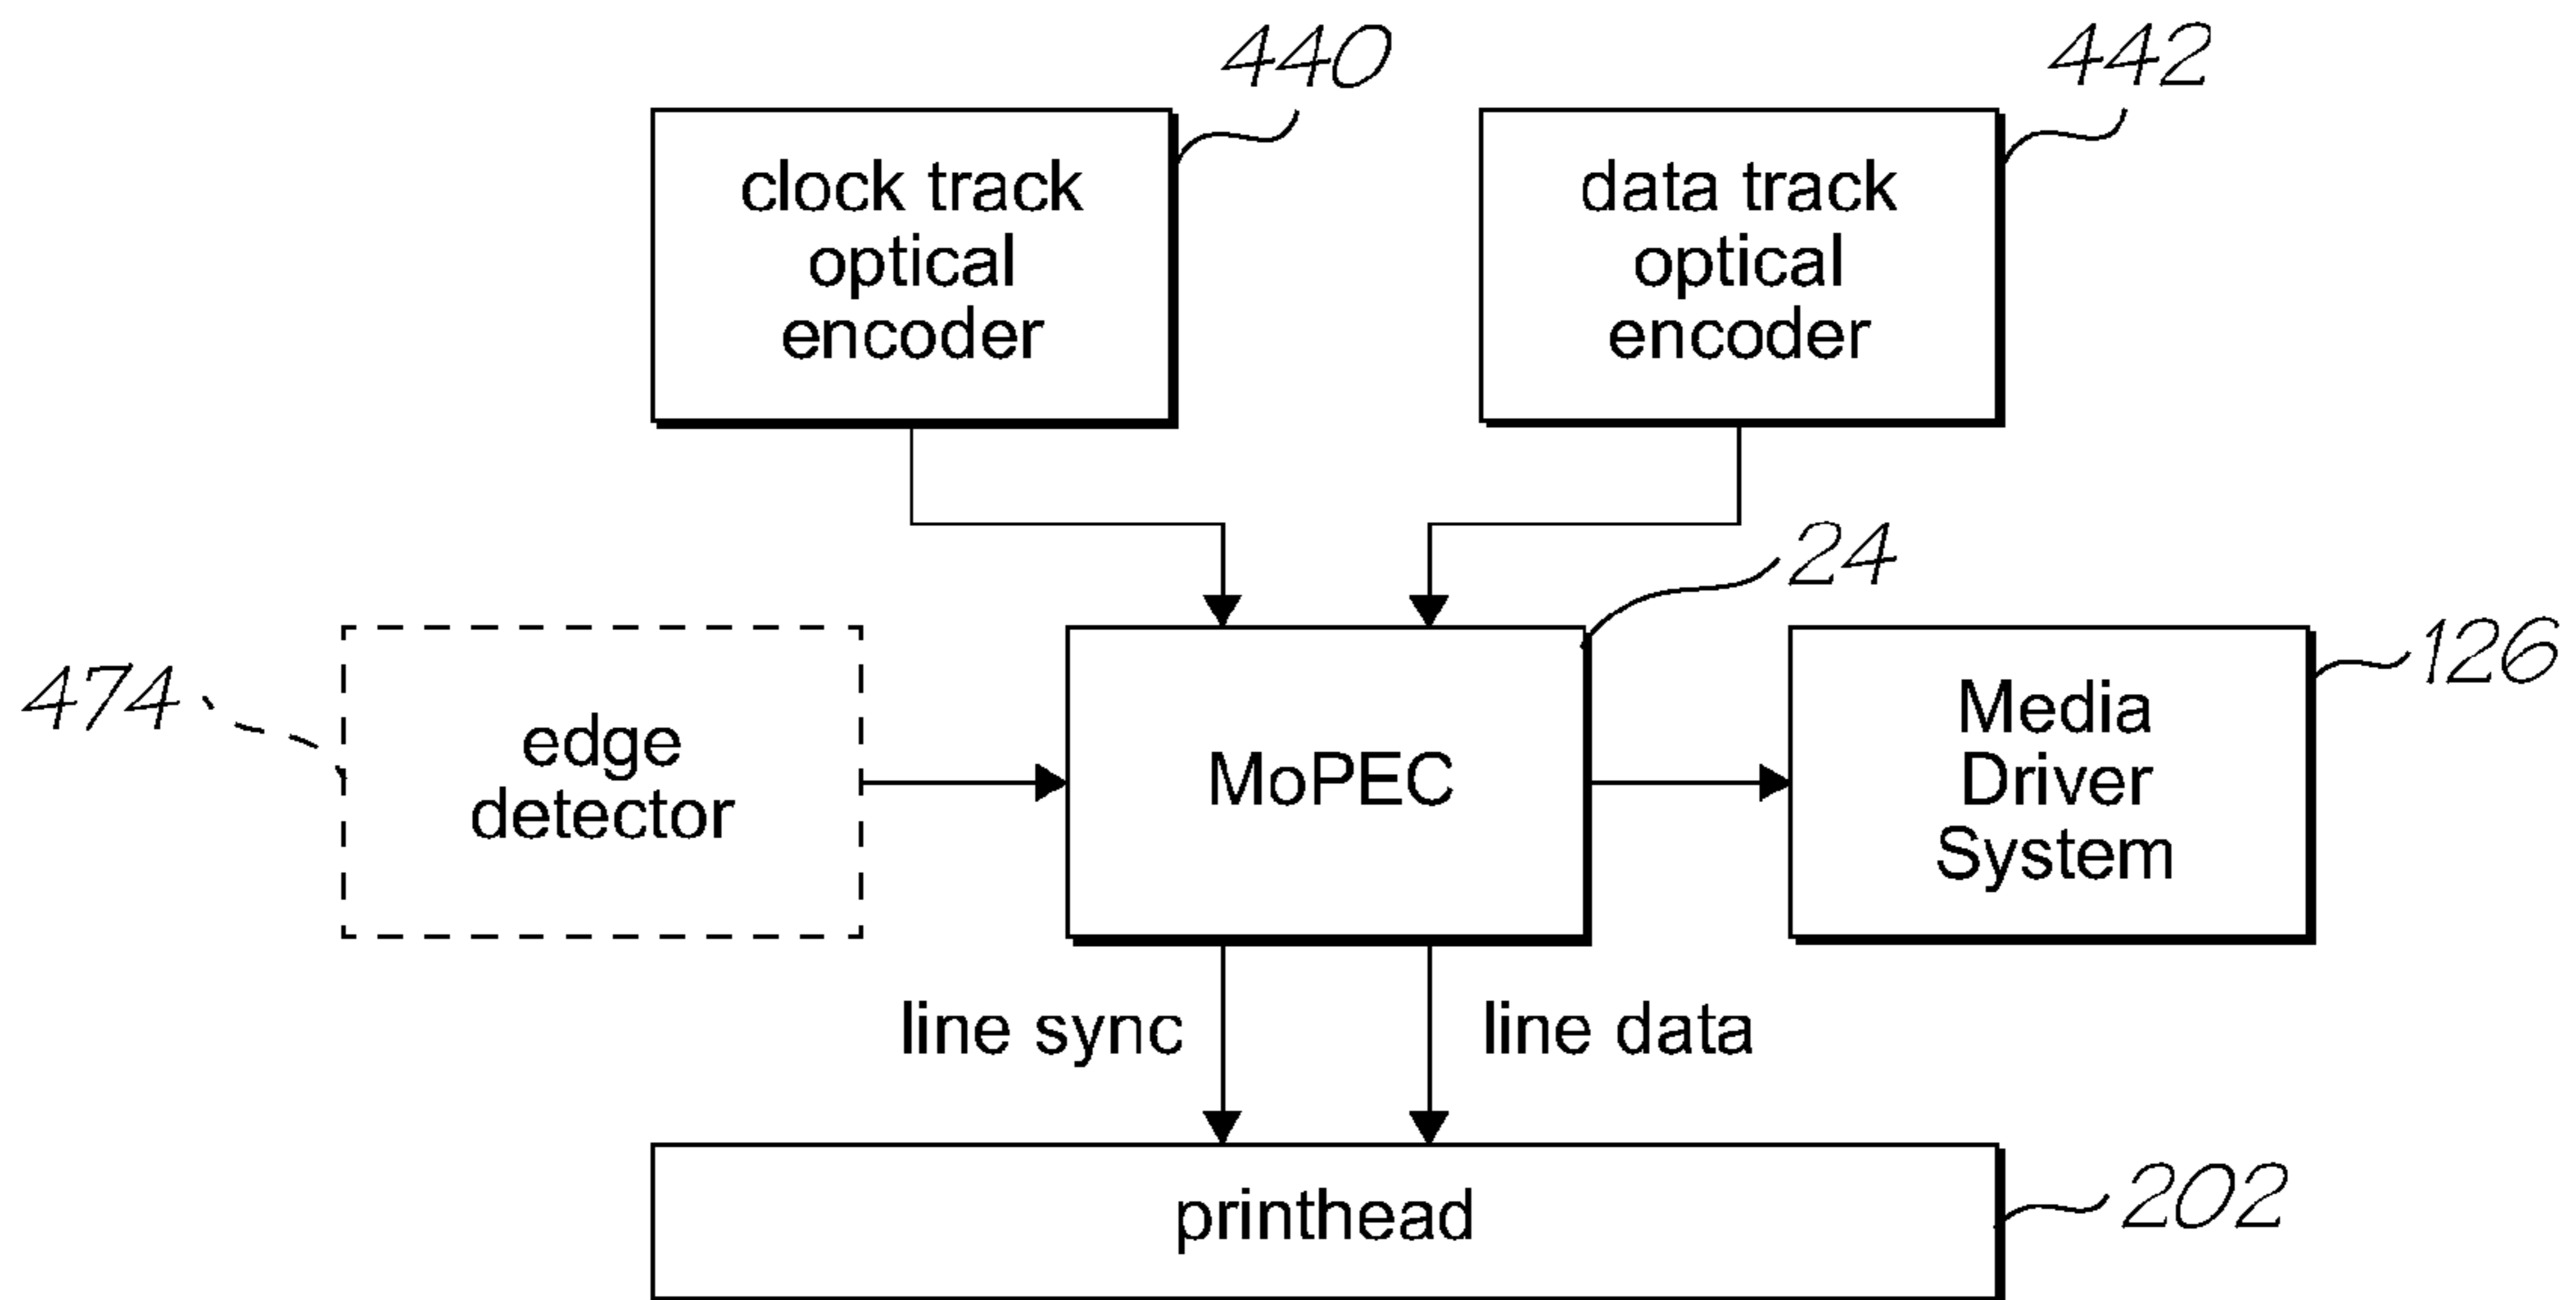 440
442
clock track
optical
encoder
data track
optical
encoder
24
474
edge
detector
MoPEC
Media
Driver
System
126
line sync
line data
printhead
202